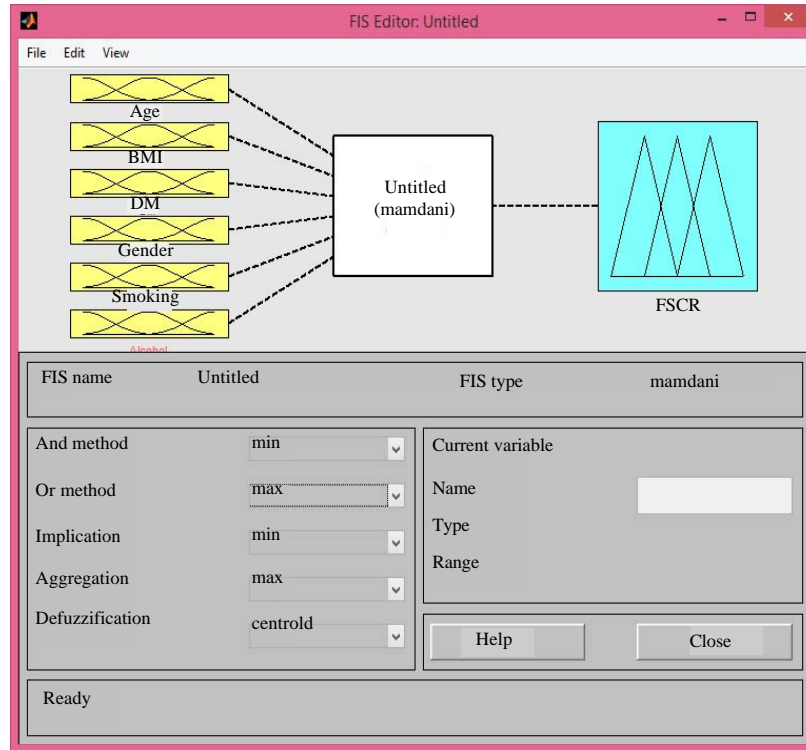 FIS Editor: Untitled
File Edit View
Age
BMI
DM
Gender
Smoking
Alcohol
Untitled
(mamdani)
FSCR
FIS name Untitled FIS type mamdani
And method min
Or method max
Implication min
Aggregation max
Defuzzification centrold
Current variable
Name
Type
Range
Help Close
Ready